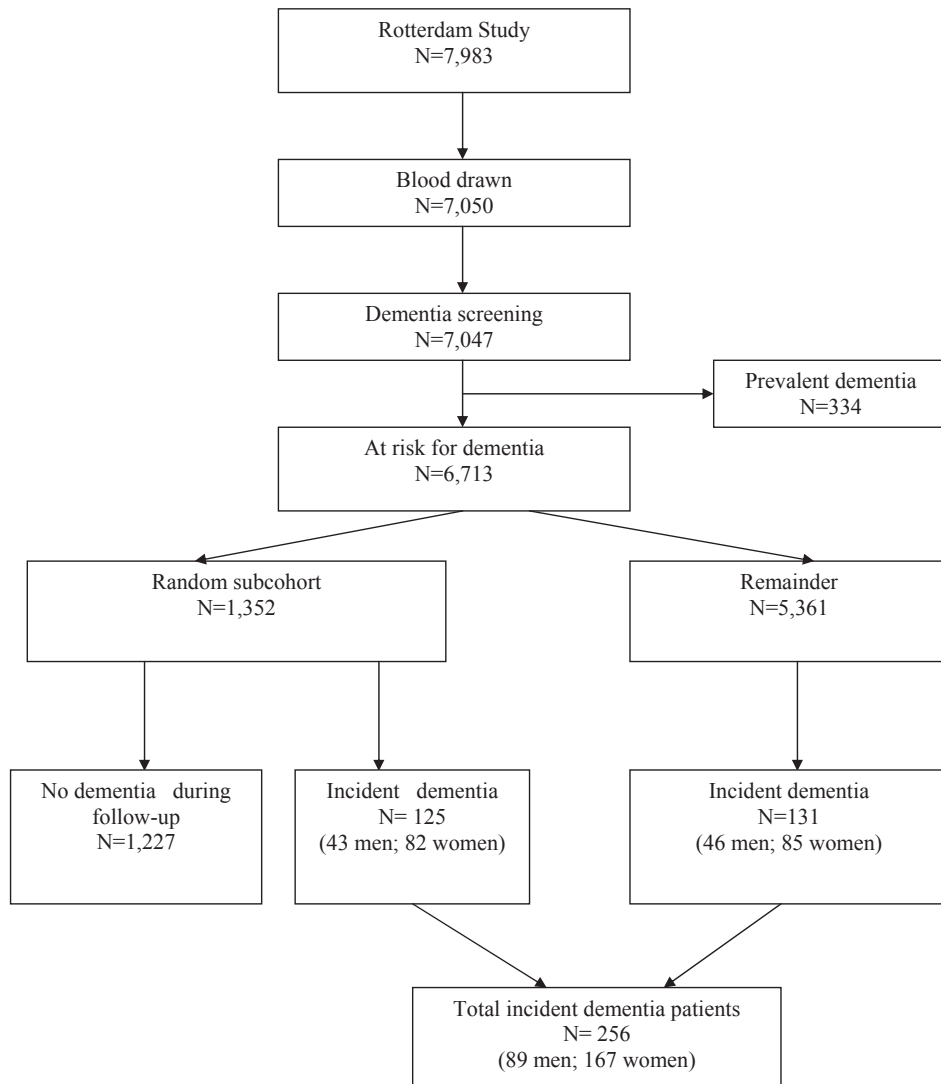 Rotterdam Study
N=7,983
Blood drawn
N=7,050
Dementia screening
N=7,047
Prevalent dementia
N=334
At risk for dementia
N=6,713
Random subcohort
N=1,352
Remainder
N=5,361
No dementia during
follow-up
N=1,227
Incident dementia
N= 125
(43 men; 82 women)
Incident dementia
N=131
(46 men; 85 women)
Total incident dementia patients
N= 256
(89 men; 167 women)